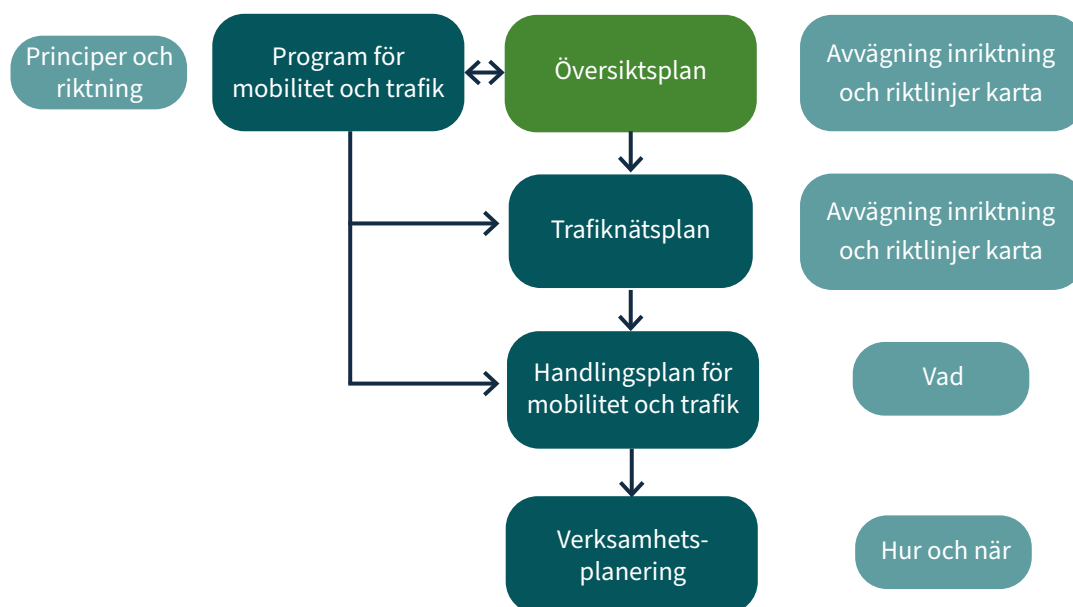 Principer och
riktning
Program för
mobilitet och trafik
Översiktsplan
Avvägning inriktning
och riktlinjer karta
Trafiknätsplan
Avvägning inriktning
och riktlinjer karta
Handlingsplan för
mobilitet och trafik
Vad
Verksamhets-
planering
Hur och när